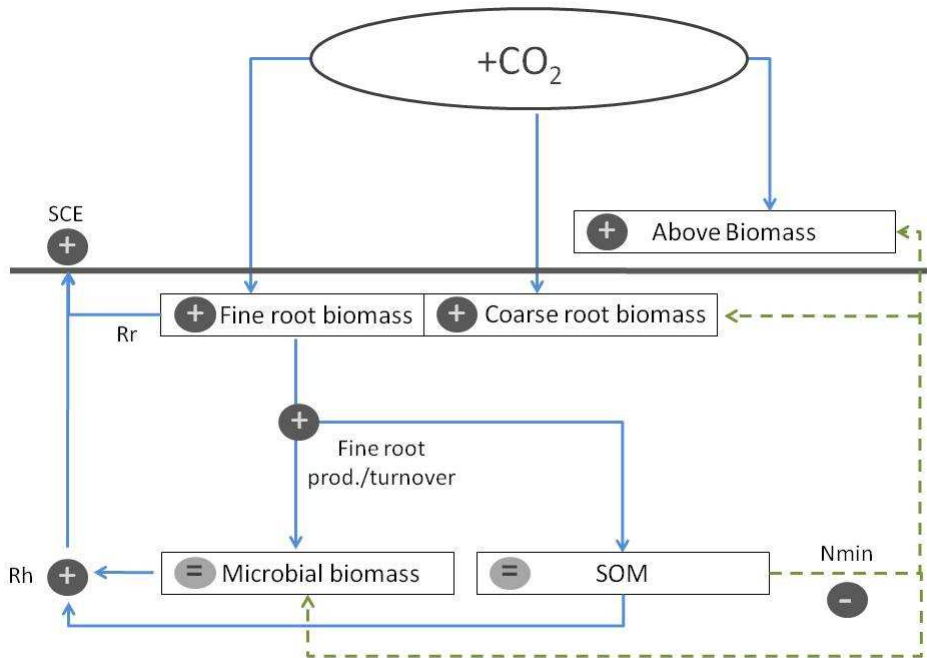 +CO₂
SCE
+
+ Above Biomass
+ Fine root biomass + Coarse root biomass
Rr
+
Fine root
prod./turnover
Nmin
Rh + = Microbial biomass = SOM
-